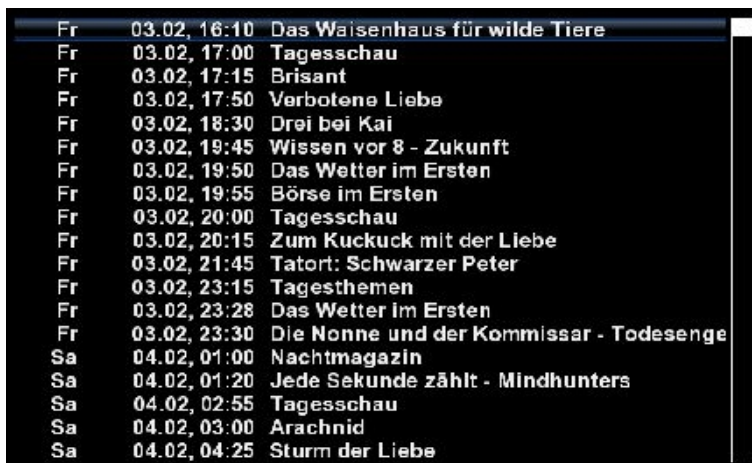 Fr 03.02, 16:10 Das Waisenhaus für wilde Tiere
Fr 03.02, 17:00 Tagesschau
Fr 03.02, 17:15 Brisant
Fr 03.02, 17:50 Verbotene Liebe
Fr 03.02, 18:30 Drei bei Kai
Fr 03.02, 19:45 Wissen vor 8 - Zukunft
Fr 03.02, 19:50 Das Wetter im Ersten
Fr 03.02, 19:55 Börse im Ersten
Fr 03.02, 20:00 Tagesschau
Fr 03.02, 20:15 Zum Kuckuck mit der Liebe
Fr 03.02, 21:45 Tatort: Schwarzer Peter
Fr 03.02, 23:15 Tagesthemen
Fr 03.02, 23:28 Das Wetter im Ersten
Fr 03.02, 23:30 Die Nonne und der Kommissar - Todesenge
Sa 04.02, 01:00 Nachtmagazin
Sa 04.02, 01:20 Jede Sekunde zählt - Mindhunters
Sa 04.02, 02:55 Tagesschau
Sa 04.02, 03:00 Arachnid
Sa 04.02, 04:25 Sturm der Liebe